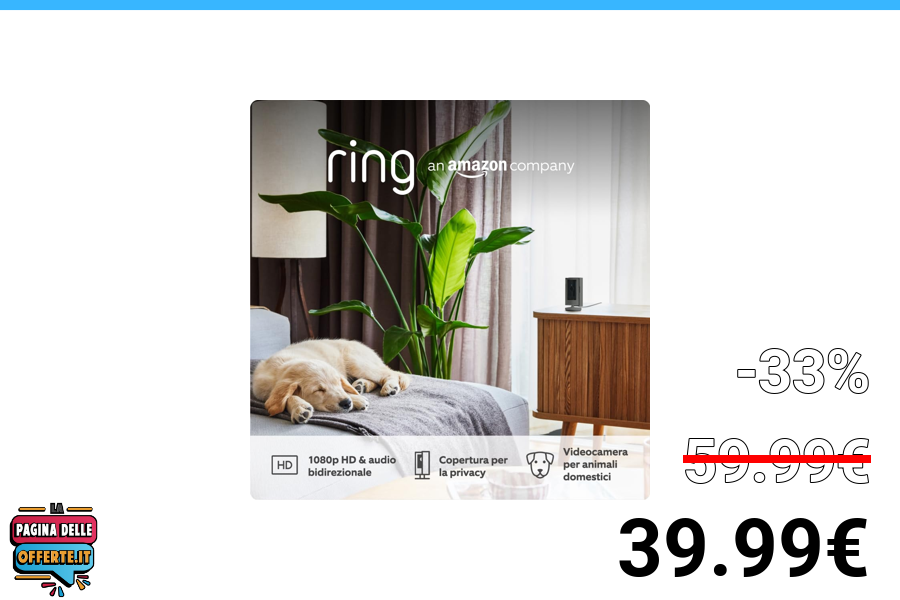 ring an amazon company
HD
1080p HD & audio
bidirezionale
Copertura per
la privacy
Videocamera
per animali
domestici
-33%
59.99€
39.99€
LA
PAGINA DELLE
OFFERTE.IT